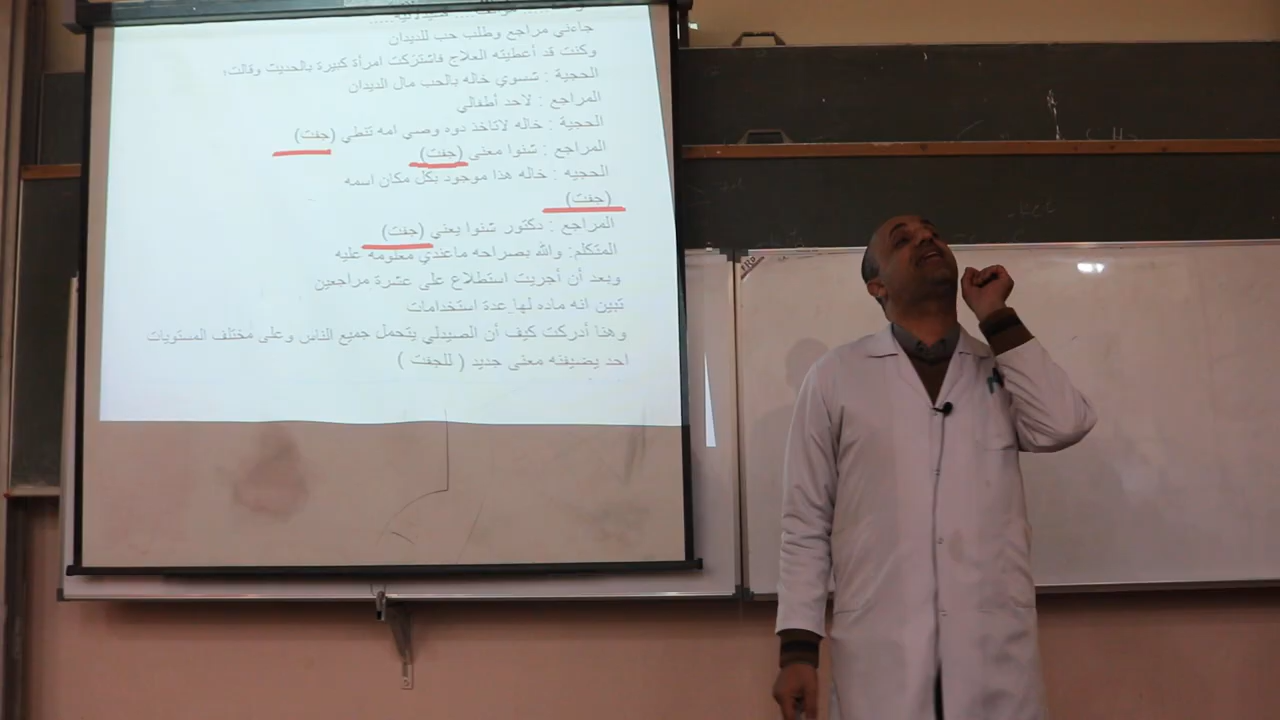 جاءني مراجع وطلب حب للديدان
وكنت قد أعطيته العلاج فاشتركت امرأة كبيرة بالحديث وقالت؛
الحجية : شسوي خاله بالحب مال الديدان
المراجع : لاحد أطفالي
الحجية : خاله لاتاخذ دوه وصي امه تنطي (جفت)
المراجع : شنوا معنى (جفت)
الحجيه : خاله هذا موجود بكل مكان اسمه
(جفت)
المراجع : دكتور شنوا يعني (جفت)
المتكلم: والله بصراحه ماعندي معلومه عليه
وبعد أن أجريت استطلاع على عشرة مراجعين
تبين انه ماده لها عدة استخدامات
وهنا أدركت كيف أن الصيدلي يتحمل جميع الناس وعلى مختلف المستويات
احد يضيفنه معنى جديد ( للجفت )